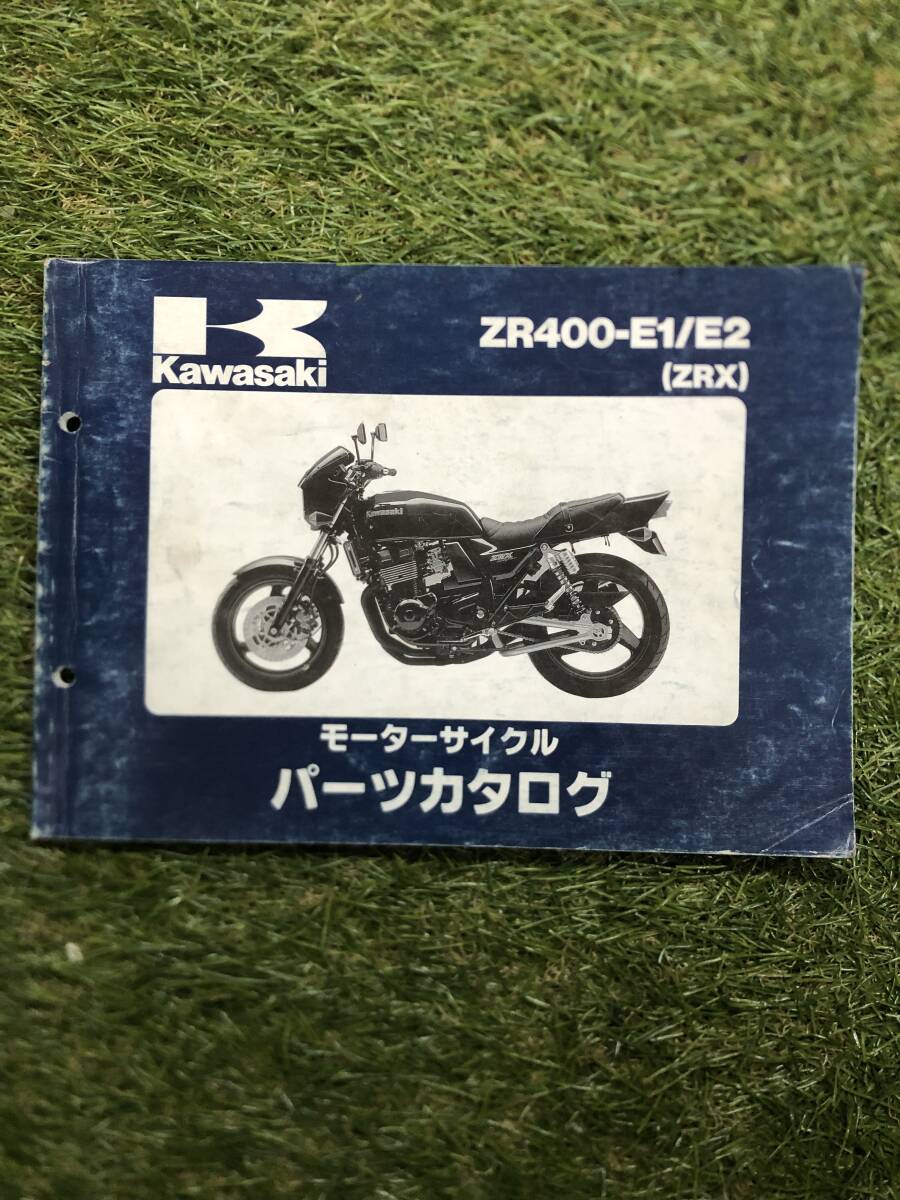 Kawasaki
ZR400-E1/E2
(ZRX)
Kawasaki
ZRX
モーターサイクル
パーツカタログ